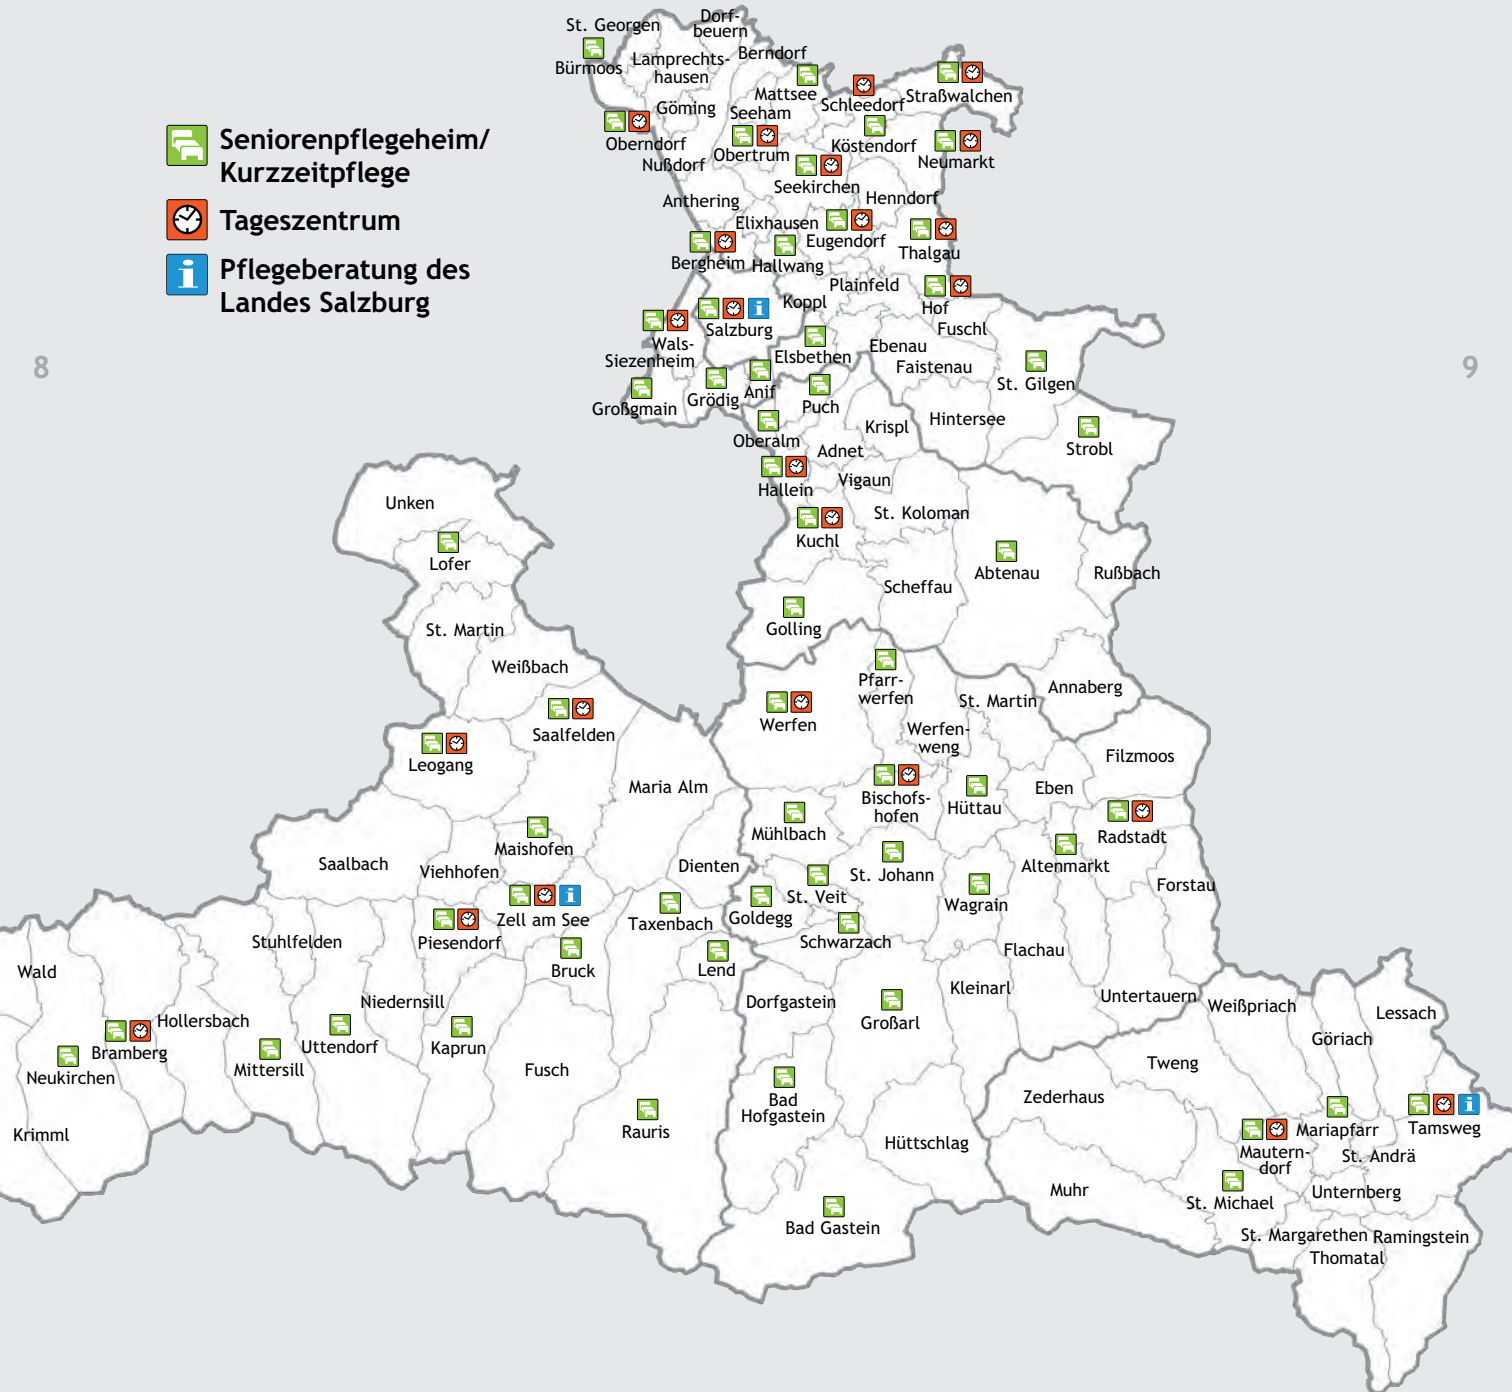 Seniorenpflegeheim/
Kurzzeitpflege
Tageszentrum
Pflegeberatung des
Landes Salzburg
8
9
St. Georgen
Dorf-
beuern
Bürmoos
Lamprechts-
hausen
Berndorf
Mattsee
Schleedorf
Straßwalchen
Göming
Seeham
Oberndorf
Obertrum
Köstendorf
Neumarkt
Nußdorf
Seekirchen
Henndorf
Anthering
Elixhausen
Eugendorf
Thalgau
Bergheim
Hallwang
Plainfeld
Koppl
Hof
Fuschl
Salzburg
Wals-
Siezenheim
Elsbethen
Ebenau
Faistenau
St. Gilgen
Großgmain
Grödig
Anif
Puch
Hintersee
Strobl
Krispl
Oberalm
Adnet
Hallein
Vigaun
St. Koloman
Kuchl
Abtenau
Rußbach
Scheffau
Golling
Unken
Lofer
St. Martin
Weißbach
Saalfelden
Leogang
Maria Alm
Pfarr-
werfen
St. Martin
Annaberg
Werfen
Werfen-
weng
Filzmoos
Bischofs-
hofen
Hüttau
Eben
Mühlbach
Radstadt
Maishofen
Saalbach
Viehhofen
Dienten
St. Johann
Altenmarkt
Forstau
St. Veit
Wagrain
Goldegg
Zell am See
Taxenbach
Schwarzach
Stuhlfelden
Piesendorf
Bruck
Lend
Flachau
Wald
Niedernsill
Dorfgastein
Kleinarl
Großarl
Untertauern
Weißpriach
Lessach
Hollersbach
Göriach
Bramberg
Uttendorf
Kaprun
Mittersill
Fusch
Tweng
Neukirchen
Zederhaus
Bad
Hofgastein
Krimml
Rauris
Hüttschlag
Mariapfarr
Tamsweg
Mautern-
dorf
St. Andrä
Muhr
Unternberg
St. Michael
Bad Gastein
St. Margarethen
Ramingstein
Thomatal